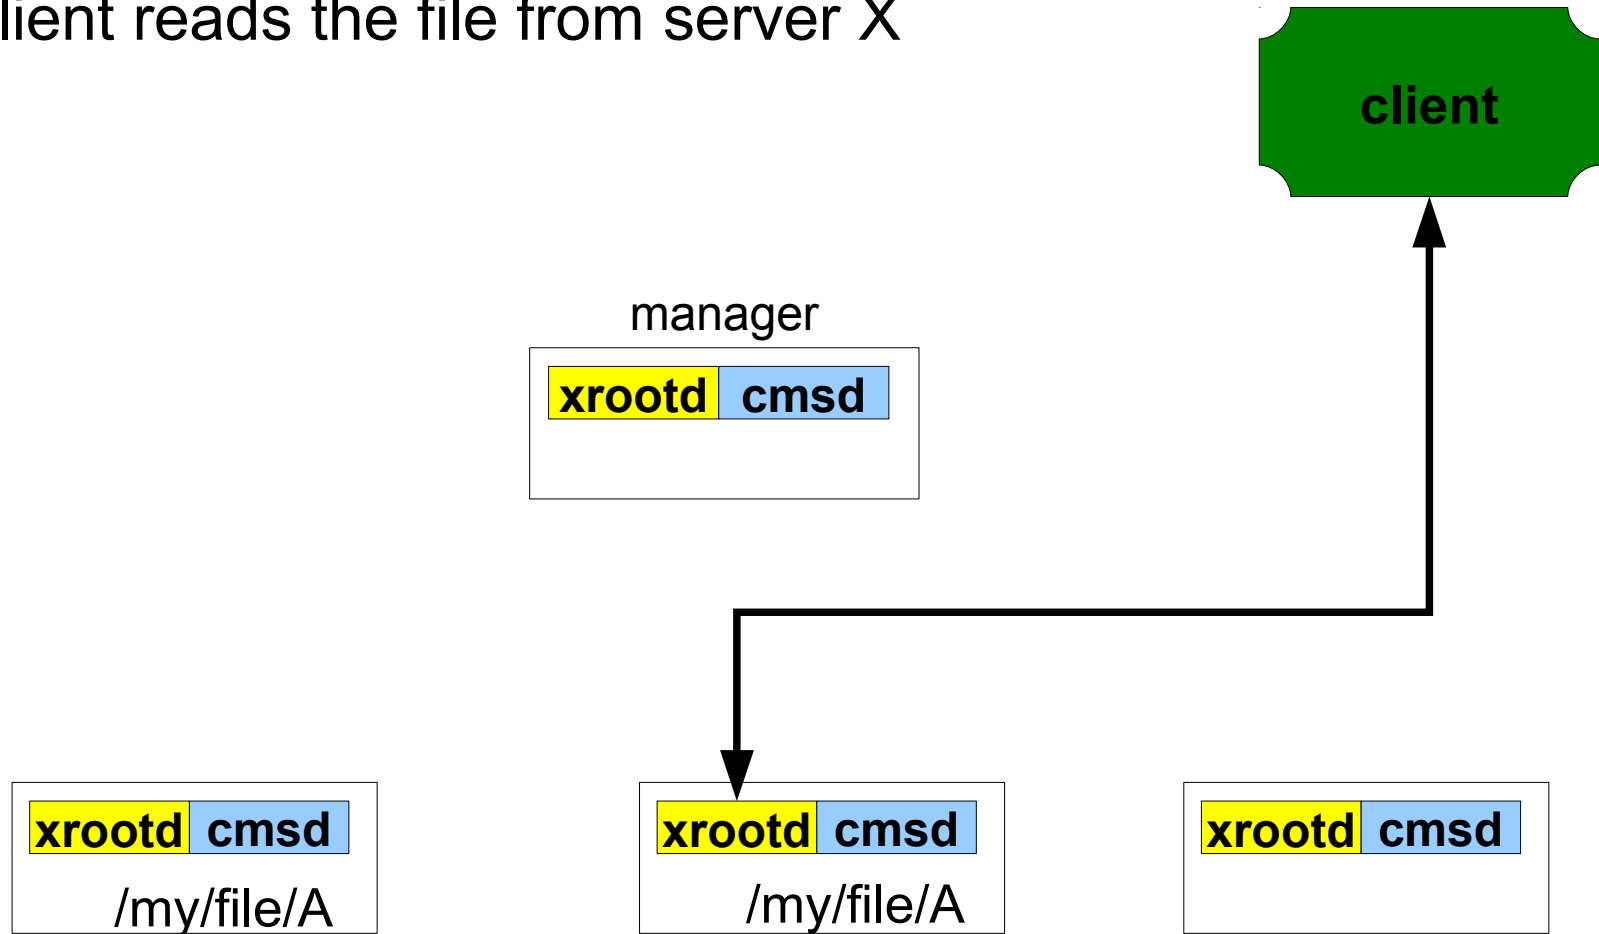 lient reads the file from server X
client
manager
xrootd cmsd
xrootd cmsd
/my/file/A
xrootd cmsd
/my/file/A
xrootd cmsd